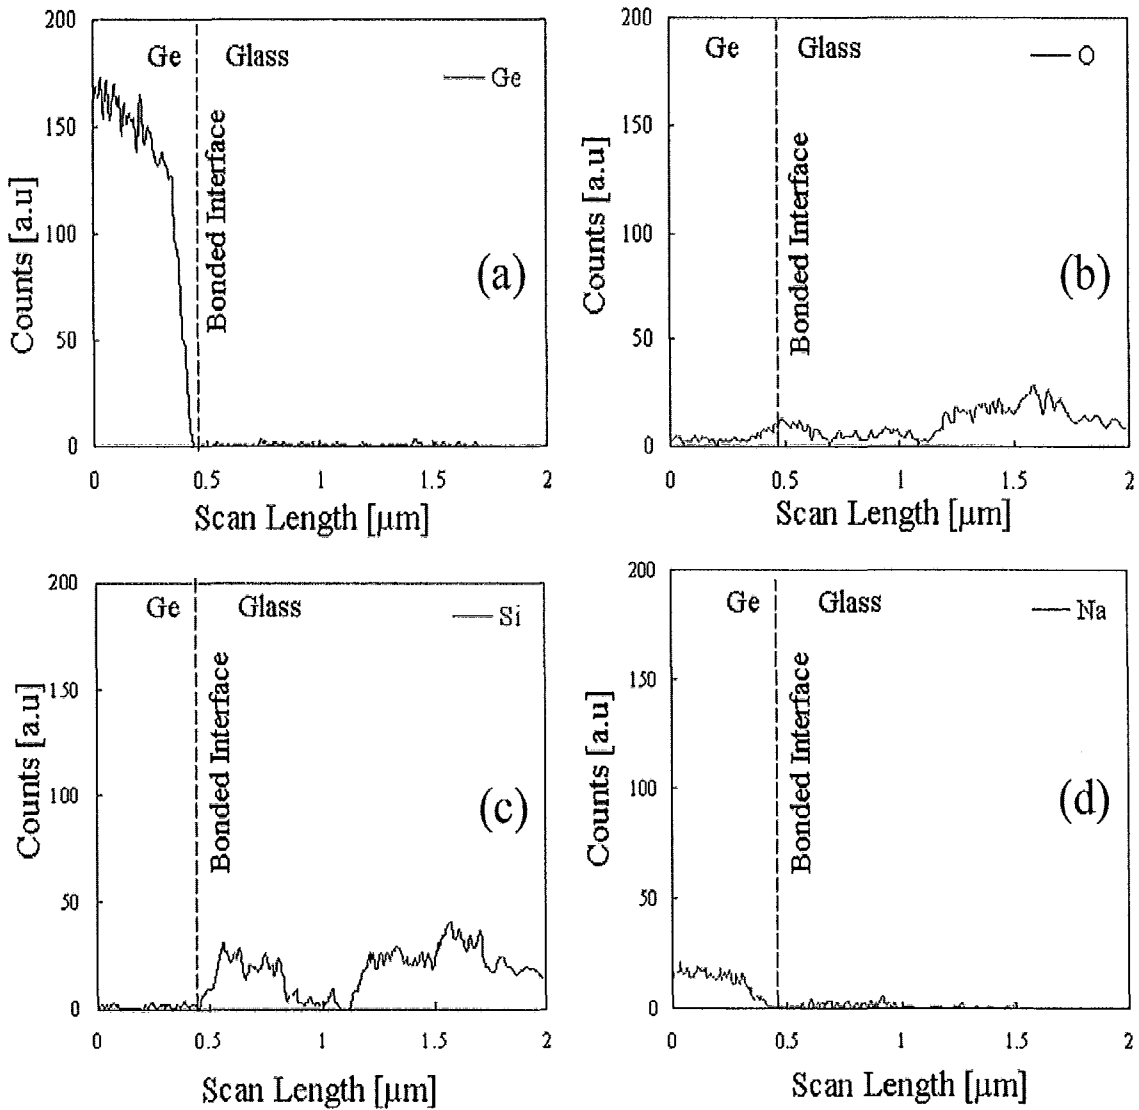 200
150
100
50
0
Counts [a.u]
Ge
Glass
Ge
Bonded Interface
(a)
0
0.5
1
1.5
2
Scan Length [μm]
200
150
100
50
0
Counts [a.u]
Ge
Glass
O
Bonded Interface
(b)
0
0.5
1
1.5
2
Scan Length [μm]
200
150
100
50
0
Counts [a.u]
Ge
Glass
Si
Bonded Interface
(c)
0
0.5
1
1.5
2
Scan Length [μm]
200
150
100
50
0
Counts [a.u]
Ge
Glass
Na
Bonded Interface
(d)
0
0.5
1
1.5
2
Scan Length [μm]